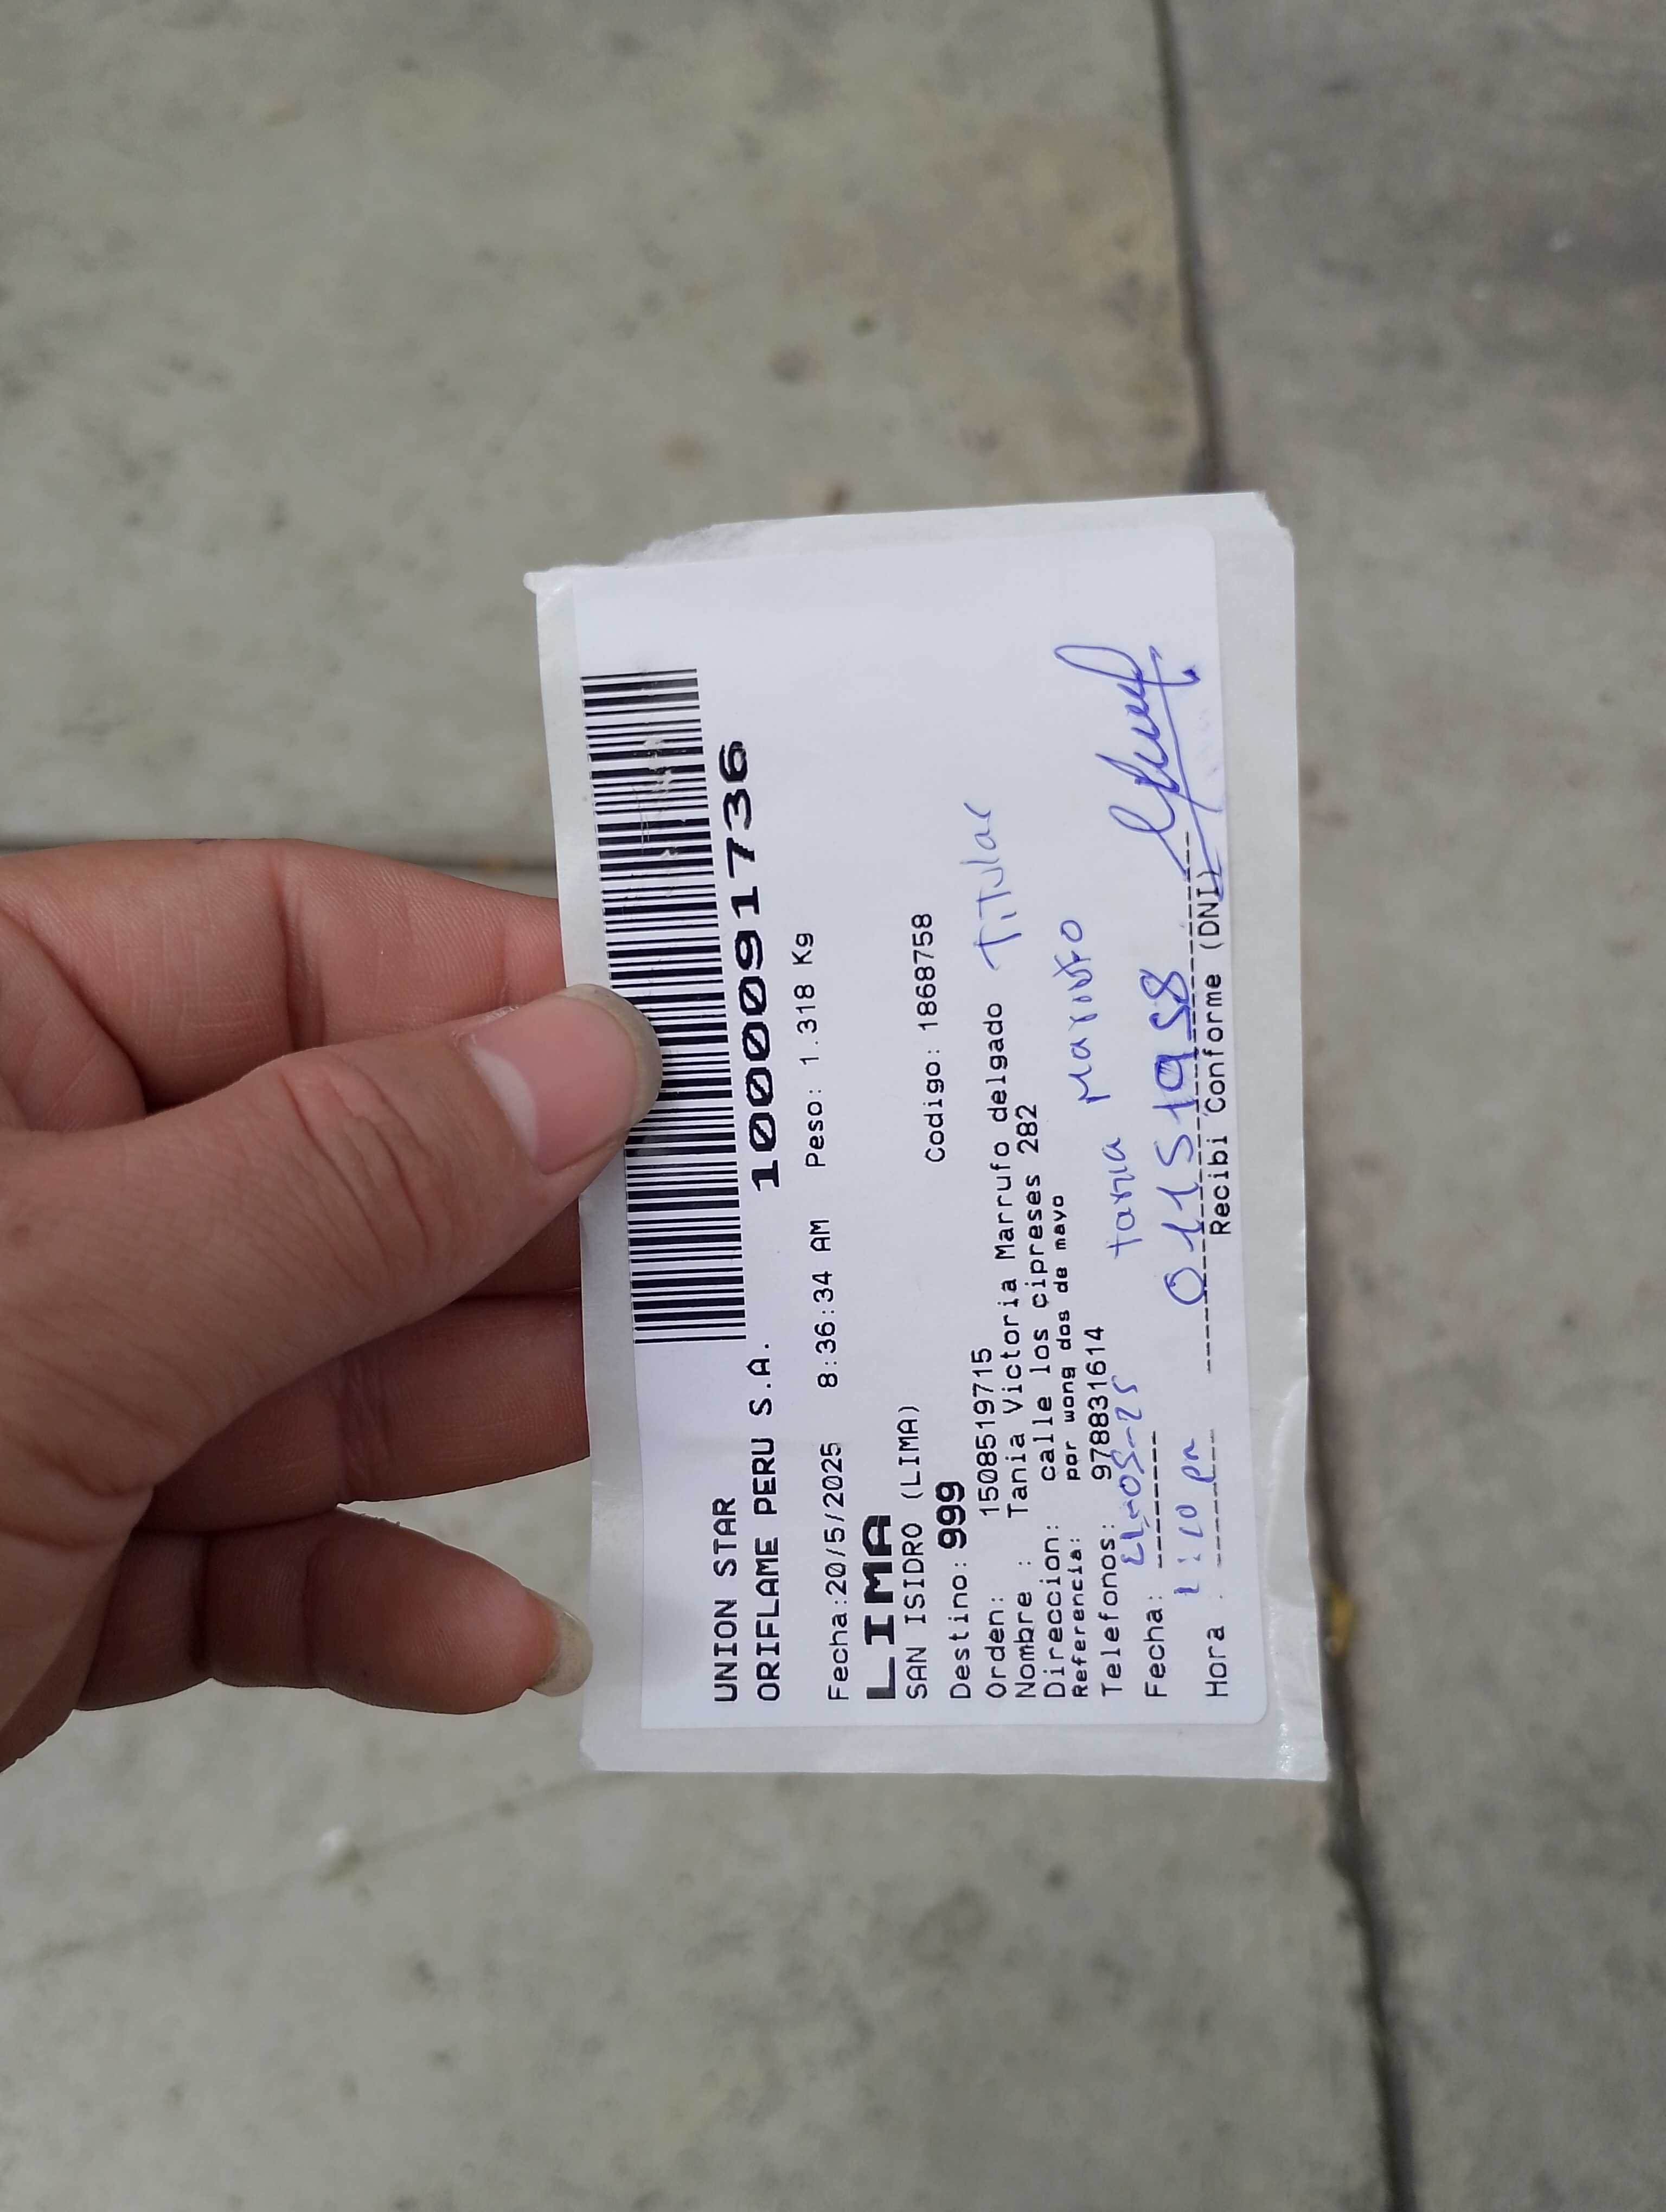 UNION STAR
ORIFLAME PERU S.A. 1000091736
Fecha:20/5/2025 8:36:34 AM Peso: 1.318 Kg
LIMA
SAN ISIDRO (LIMA)
Destino: 999 Codigo: 1868758
Orden: 1508519715
Nombre : Tania Victoria Marrufo delgado Titular
Direccion: calle los cipreses 282
Referencia: por wong dos de mayo
Telefonos: 978831614
Tania Marrufo
Fecha: 21-05-25
Hora : 1:20 pm 01151958
Recibi Conforme (DNI)